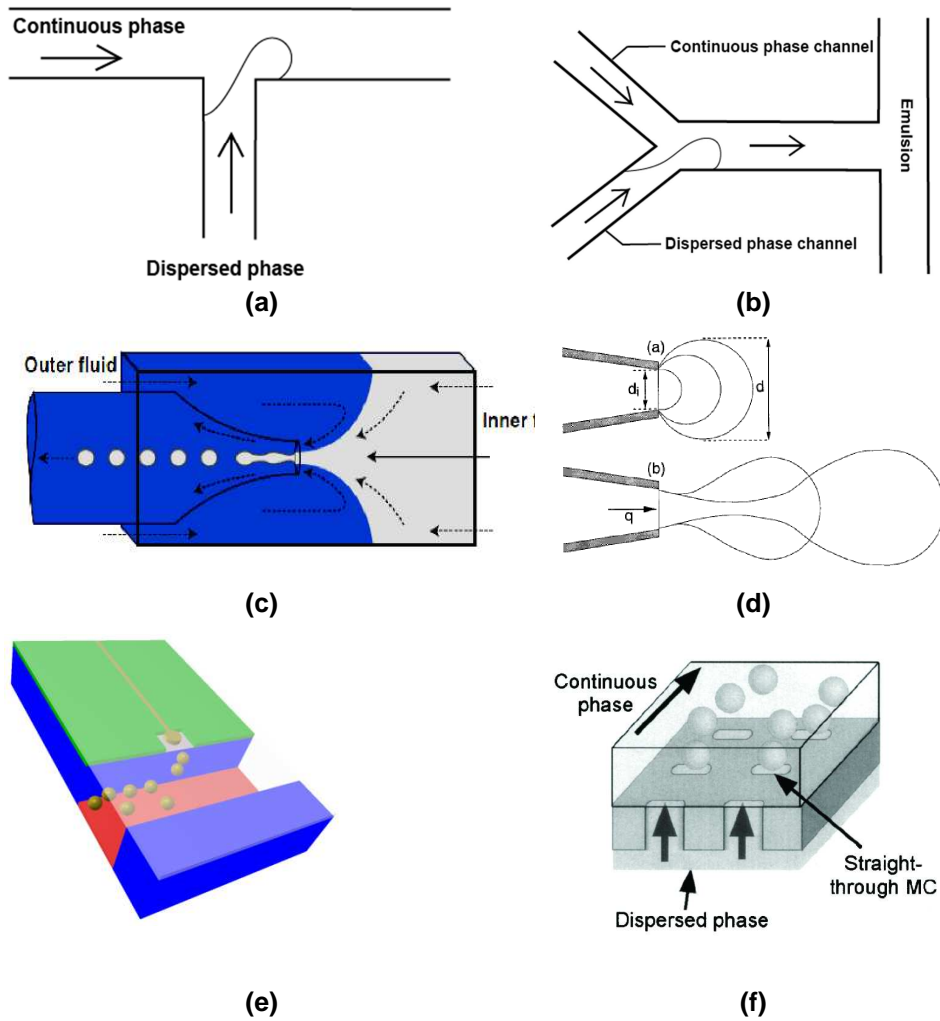 Continuous phase
Dispersed phase
(a)
Continuous phase channel
Emulsion
Dispersed phase channel
(b)
Outer fluid
Inner f
(c)
(a)
di
d
(b)
q
(d)
(e)
Continuous
phase
Straight-
through MC
Dispersed phase
(f)